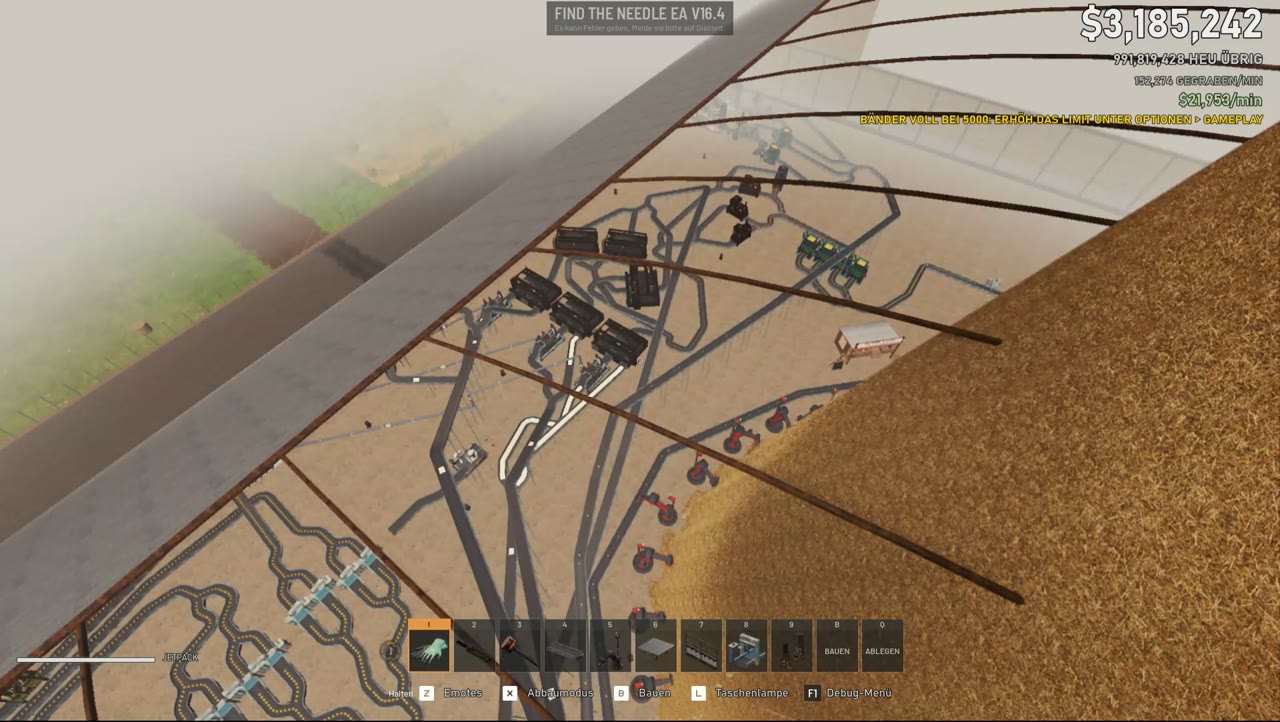 FIND THE NEEDLE EA V16.4
Es kann Fehler geben. Melde sie bitte auf Discord.
$3,185,242
991,819,428 HEU ÜBRIG
152,274 GEGRABEN/MIN
$21,953/min
BÄNDER VOLL BEI 5000: ERHÖH DAS LIMIT UNTER OPTIONEN > GAMEPLAY
1 2 3 4 5 6 7 8 9 B Q
BAUEN ABLEGEN
JETPACK
Halten Z Emotes X Abbaumodus B Bauen L Taschenlampe F1 Debug-Menü